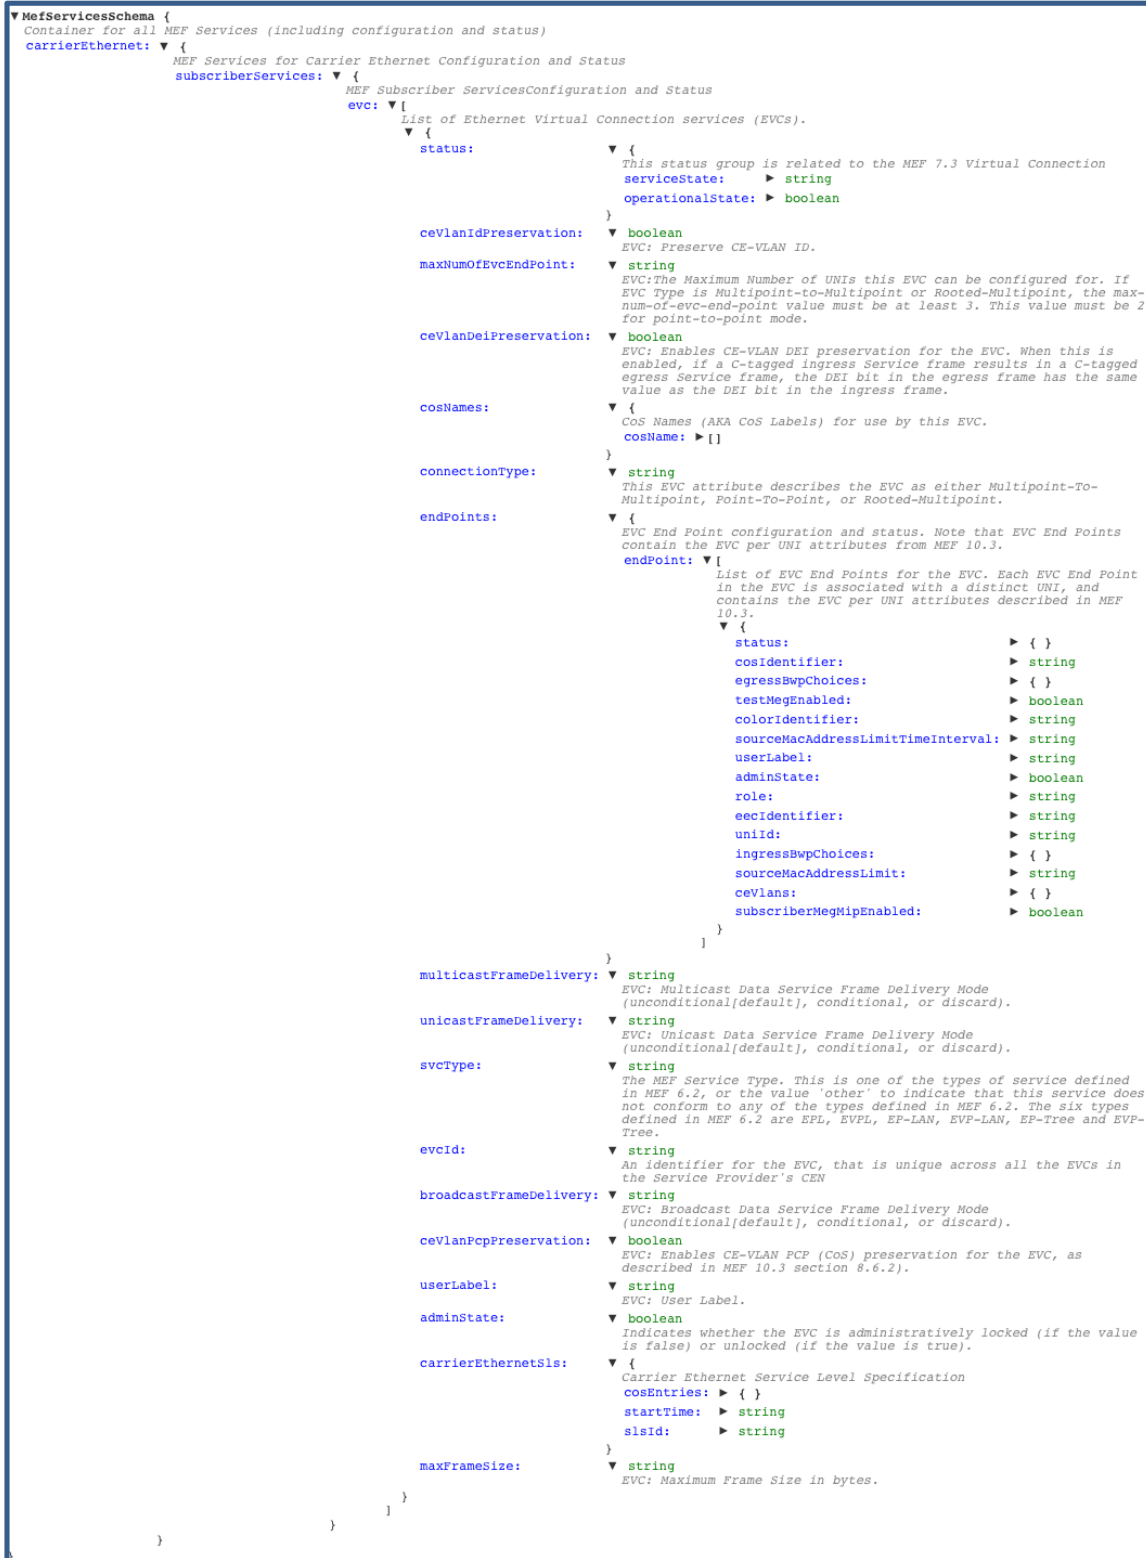 ▼ MefServicesSchema {
Container for all MEF Services (including configuration and status)
carrierEthernet: ▼ {
MEF Services for Carrier Ethernet Configuration and Status
subscriberServices: ▼ {
MEF Subscriber ServicesConfiguration and Status
evc: ▼ [
List of Ethernet Virtual Connection services (EVCs).
▼ {
status: ▼ {
This status group is related to the MEF 7.3 Virtual Connection
serviceState: ► string
operationalState: ► boolean
}
ceVlanIdPreservation: ▼ boolean
EVC: Preserve CE-VLAN ID.
maxNumOfEvcEndPoint: ▼ string
EVC:The Maximum Number of UNIs this EVC can be configured for. If
EVC Type is Multipoint-to-Multipoint or Rooted-Multipoint, the max-
num-of-evc-end-point value must be at least 3. This value must be 2
for point-to-point mode.
ceVlanDeiPreservation: ▼ boolean
EVC: Enables CE-VLAN DEI preservation for the EVC. When this is
enabled, if a C-tagged ingress Service frame results in a C-tagged
egress Service frame, the DEI bit in the egress frame has the same
value as the DEI bit in the ingress frame.
cosNames: ▼ {
CoS Names (AKA CoS Labels) for use by this EVC.
cosName: ► []
}
connectionType: ▼ string
This EVC attribute describes the EVC as either Multipoint-To-
Multipoint, Point-To-Point, or Rooted-Multipoint.
endPoints: ▼ {
EVC End Point configuration and status. Note that EVC End Points
contain the EVC per UNI attributes from MEF 10.3.
endPoint: ▼ [
List of EVC End Points for the EVC. Each EVC End Point
in the EVC is associated with a distinct UNI, and
contains the EVC per UNI attributes described in MEF
10.3.
▼ {
status: ► { }
cosIdentifier: ► string
egressBwpChoices: ► { }
testMegEnabled: ► boolean
colorIdentifier: ► string
sourceMacAddressLimitTimeInterval: ► string
userLabel: ► string
adminState: ► boolean
role: ► string
eecIdentifier: ► string
uniId: ► string
ingressBwpChoices: ► { }
sourceMacAddressLimit: ► string
ceVlans: ► { }
subscriberMegMipEnabled: ► boolean
}
]
}
multicastFrameDelivery: ▼ string
EVC: Multicast Data Service Frame Delivery Mode
(unconditional[default], conditional, or discard).
unicastFrameDelivery: ▼ string
EVC: Unicast Data Service Frame Delivery Mode
(unconditional[default], conditional, or discard).
svcType: ▼ string
The MEF Service Type. This is one of the types of service defined
in MEF 6.2, or the value 'other' to indicate that this service does
not conform to any of the types defined in MEF 6.2. The six types
defined in MEF 6.2 are EPL, EVPL, EP-LAN, EVP-LAN, EP-Tree and EVP-
Tree.
evcId: ▼ string
An identifier for the EVC, that is unique across all the EVCs in
the Service Provider's CEN
broadcastFrameDelivery: ▼ string
EVC: Broadcast Data Service Frame Delivery Mode
(unconditional[default], conditional, or discard).
ceVlanPcpPreservation: ▼ boolean
EVC: Enables CE-VLAN PCP (CoS) preservation for the EVC, as
described in MEF 10.3 section 8.6.2).
userLabel: ▼ string
EVC: User Label.
adminState: ▼ boolean
Indicates whether the EVC is administratively locked (if the value
is false) or unlocked (if the value is true).
carrierEthernetSls: ▼ {
Carrier Ethernet Service Level Specification
cosEntries: ► { }
startTime: ► string
slsId: ► string
}
maxFrameSize: ▼ string
EVC: Maximum Frame Size in bytes.
}
]
}
}
}